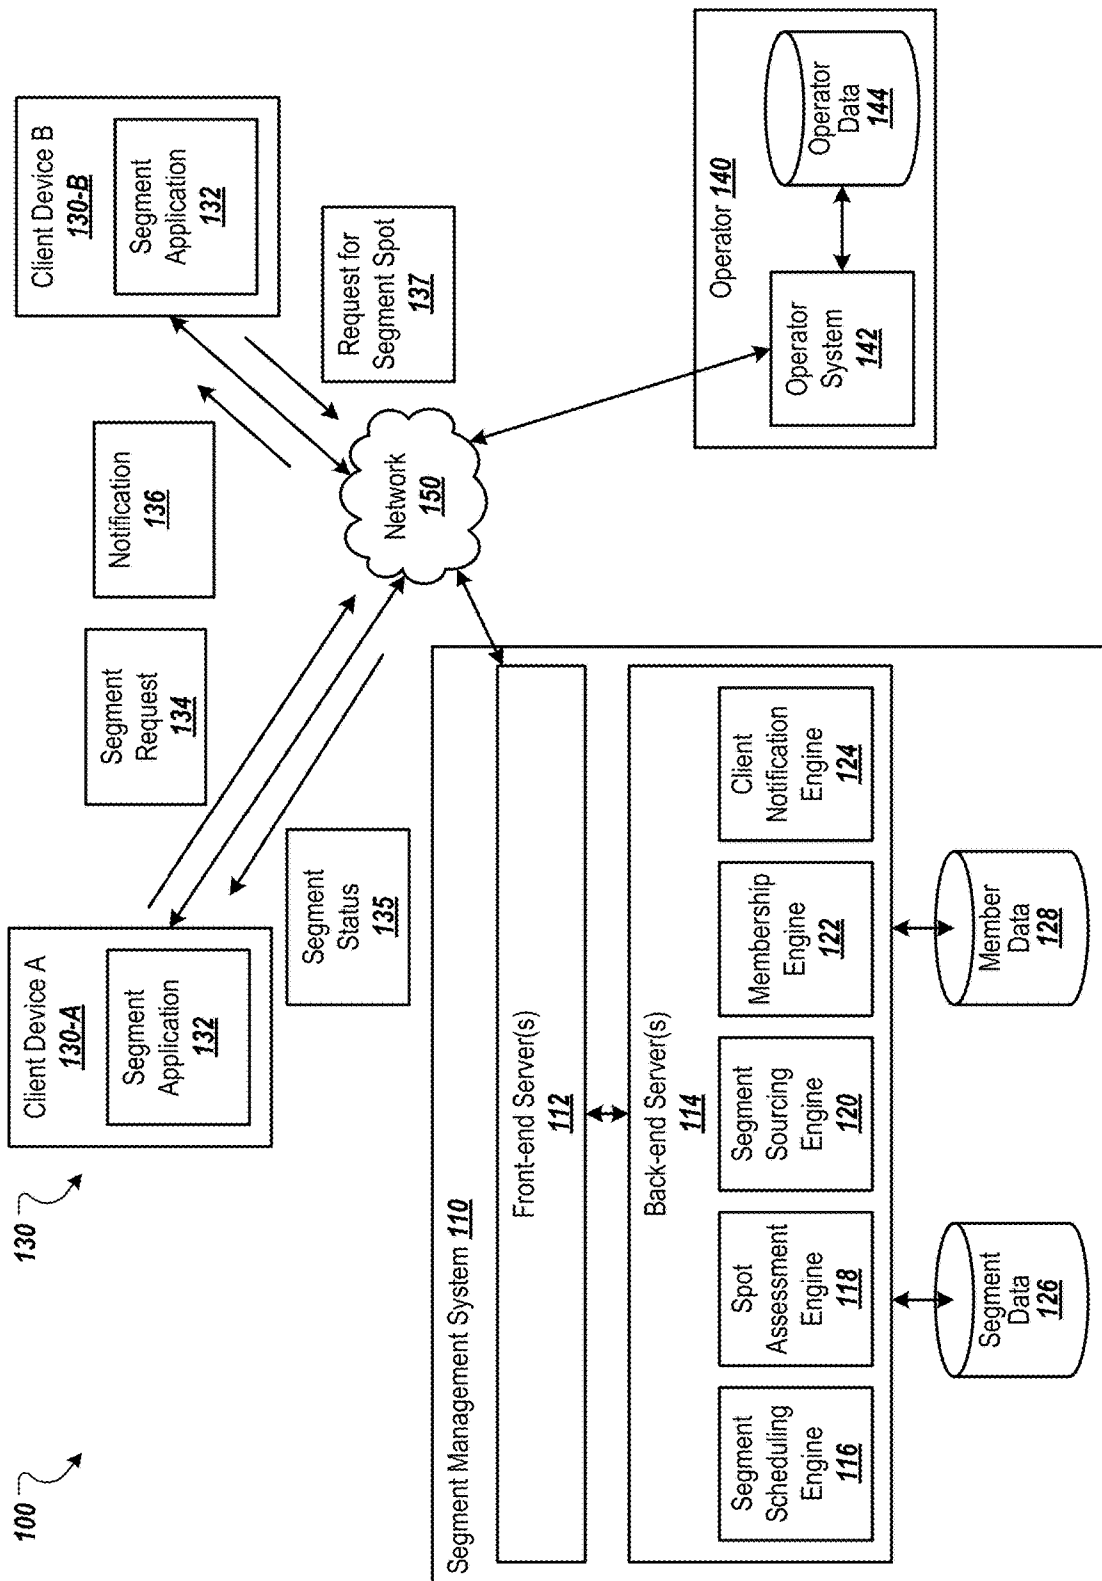 100
130
Client Device A
130-A
Segment
Application
132
Segment
Request
134
Segment
Status
135
Notification
136
Client Device B
130-B
Segment
Application
132
Request for
Segment Spot
137
Network
150
Segment Management System 110
Front-end Server(s)
112
Back-end Server(s)
114
Segment
Scheduling
Engine
116
Spot
Assessment
Engine
118
Segment
Sourcing
Engine
120
Membership
Engine
122
Client
Notification
Engine
124
Segment
Data
126
Member
Data
128
Operator 140
Operator
System
142
Operator
Data
144